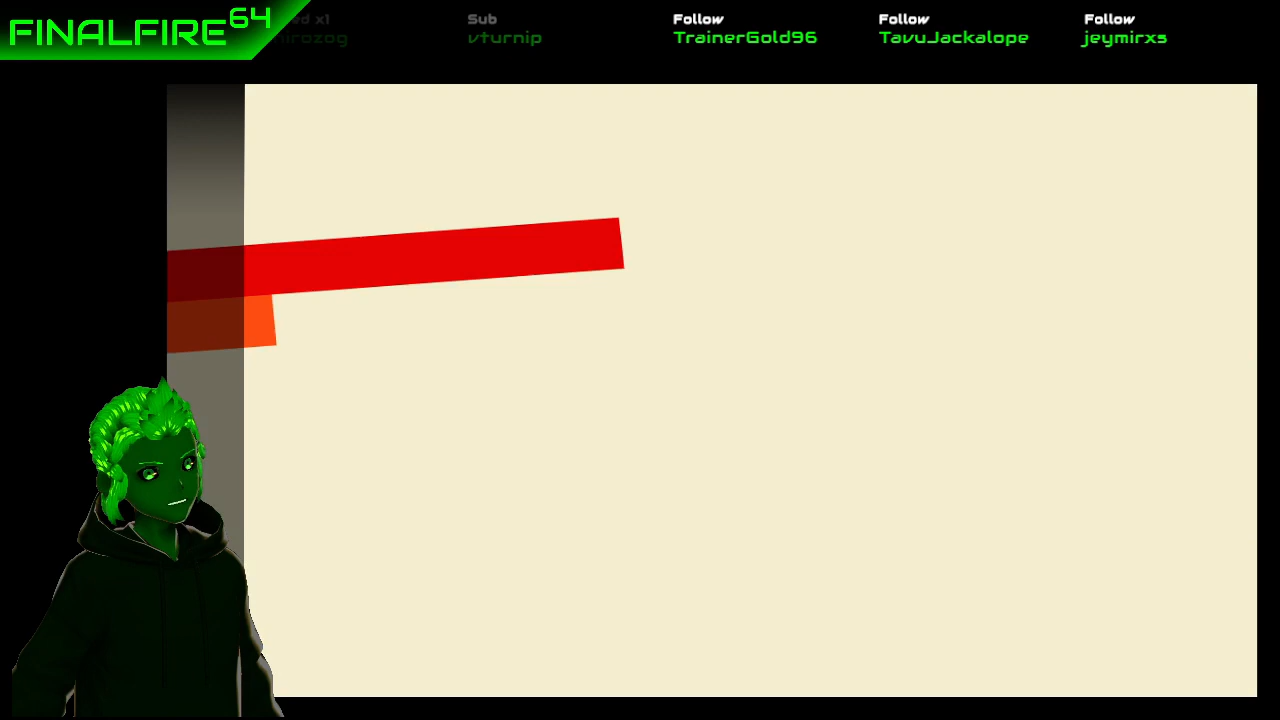 FINALFIRE64
Sub
vturnip
Follow
TrainerGold96
Follow
TavuJackalope
Follow
jeymirxs